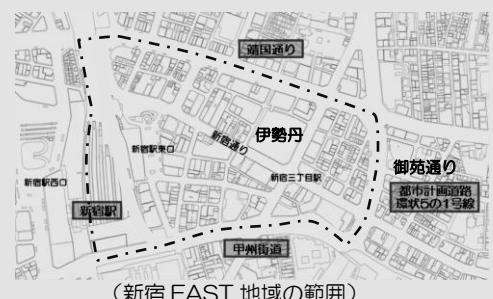 靖国通り
伊勢丹
新宿通り
新宿駅東口
御苑通り
新宿駅西口
新宿三丁目駅
都市計画道路
環状5の1号線
新宿駅
甲州街道
(新宿 EAST 地域の範囲)